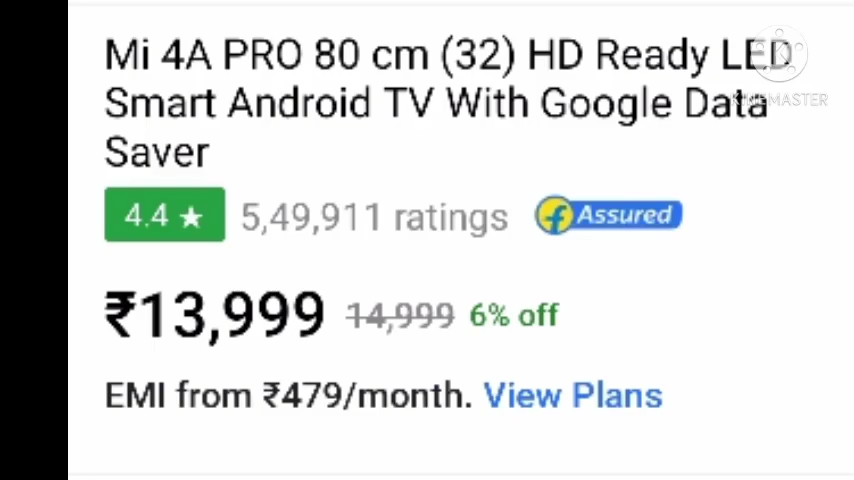 Mi 4A PRO 80 cm (32) HD Ready LED
Smart Android TV With Google Data
Saver
4.4 ★ 5,49,911 ratings f Assured
₹13,999 14,999 6% off
EMI from ₹479/month. View Plans
KINEMASTER